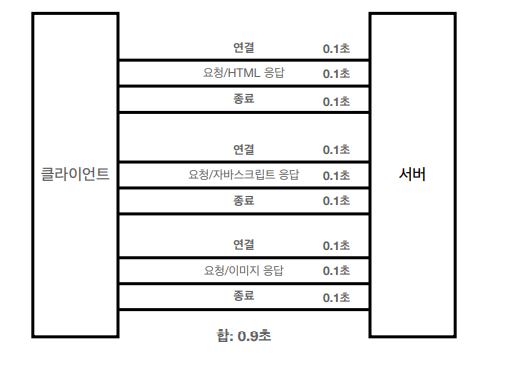 연결 0.1초
요청/HTML 응답 0.1초
종료 0.1초
연결 0.1초
클라이언트 요청/자바스크립트 응답 0.1초 서버
종료 0.1초
연결 0.1초
요청/이미지 응답 0.1초
종료 0.1초
합: 0.9초